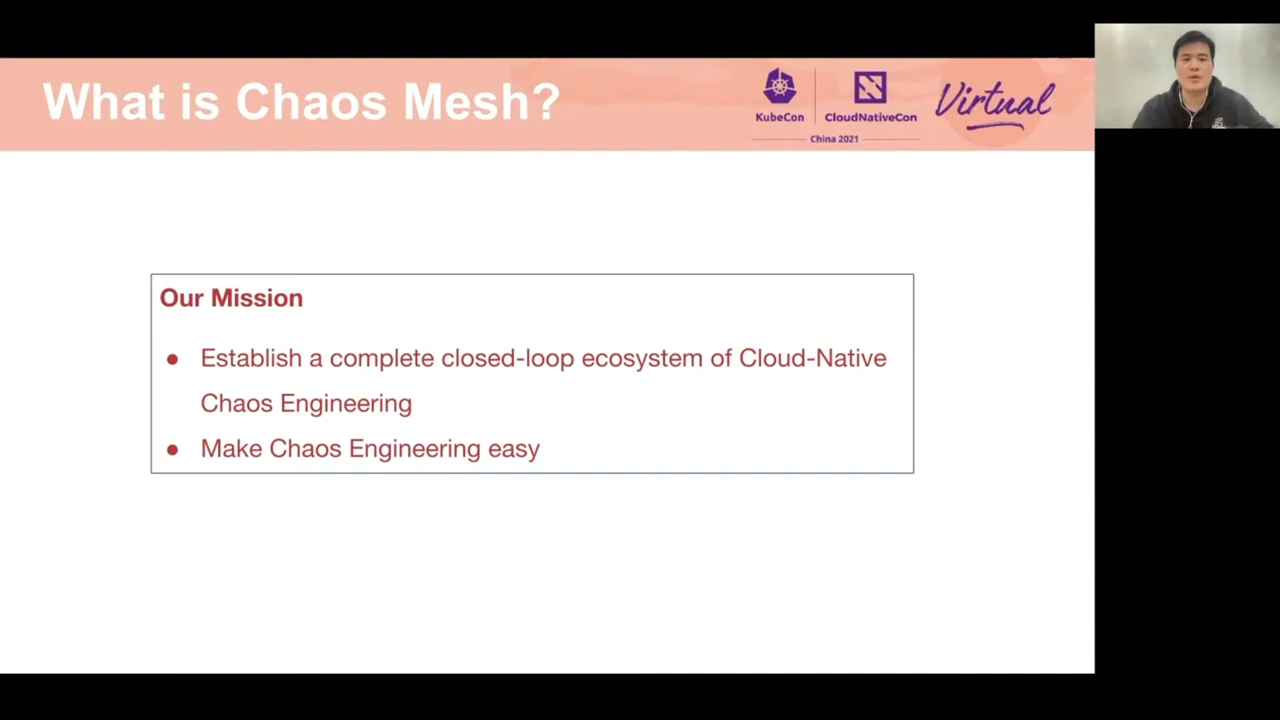 What is Chaos Mesh?
KubeCon
CloudNativeCon
Virtual
China 2021
Our Mission
● Establish a complete closed-loop ecosystem of Cloud-Native
Chaos Engineering
● Make Chaos Engineering easy